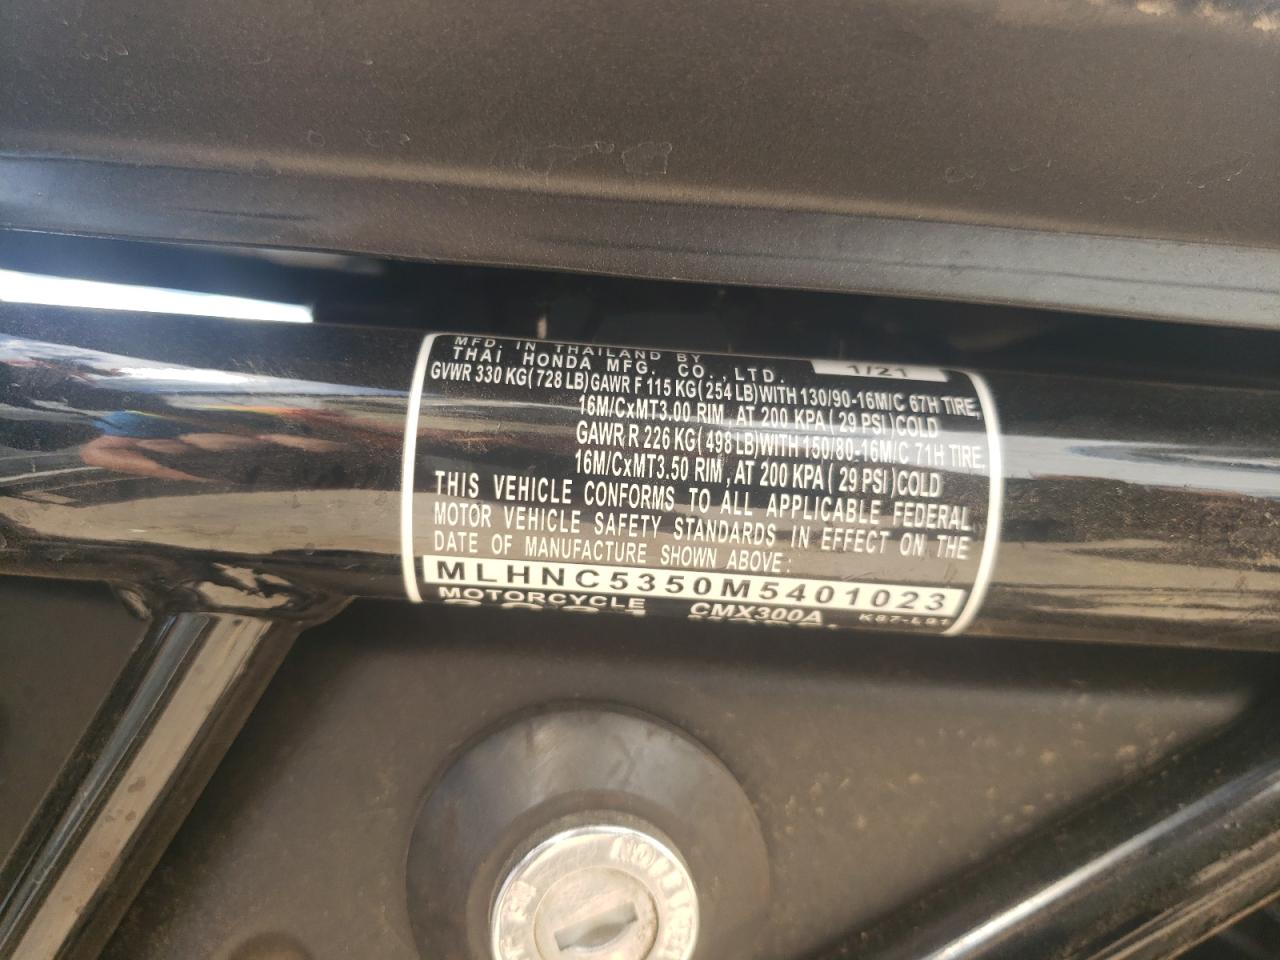 MFD. IN THAILAND BY
THAI HONDA MFG. CO.,LTD. 1/21
GVWR 330 KG(728 LB)GAWR F 115 KG(254 LB)WITH 130/90-16M/C 67H TIRE,
16M/CxMT3.00 RIM, AT 200 KPA(29 PSI)COLD
GAWR R 226 KG(498 LB)WITH 150/80-16M/C 71H TIRE,
16M/CxMT3.50 RIM, AT 200 KPA(29 PSI)COLD
THIS VEHICLE CONFORMS TO ALL APPLICABLE FEDERAL
MOTOR VEHICLE SAFETY STANDARDS IN EFFECT ON THE
DATE OF MANUFACTURE SHOWN ABOVE:
MLHNC5350M5401023
MOTORCYCLE CMX300A K87-L01